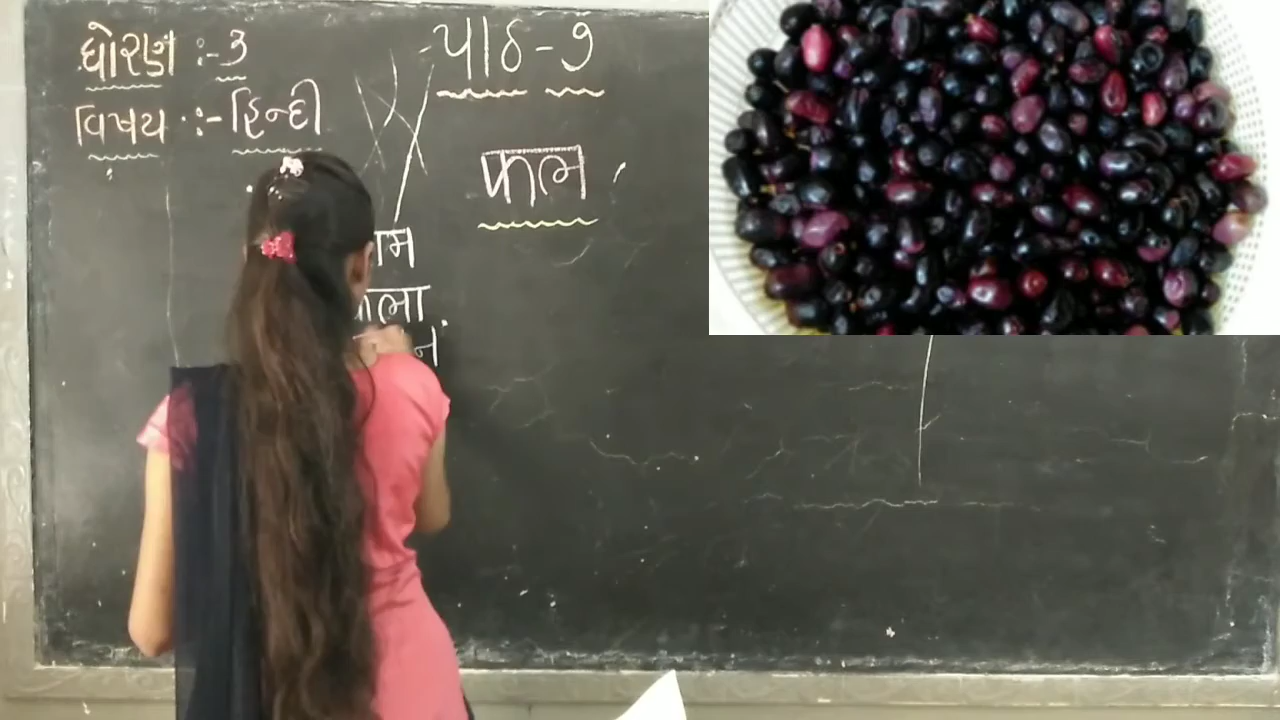 ધોરણ :- ૩
પાઠ - ૭
વિષય :- હિન્દી
फल